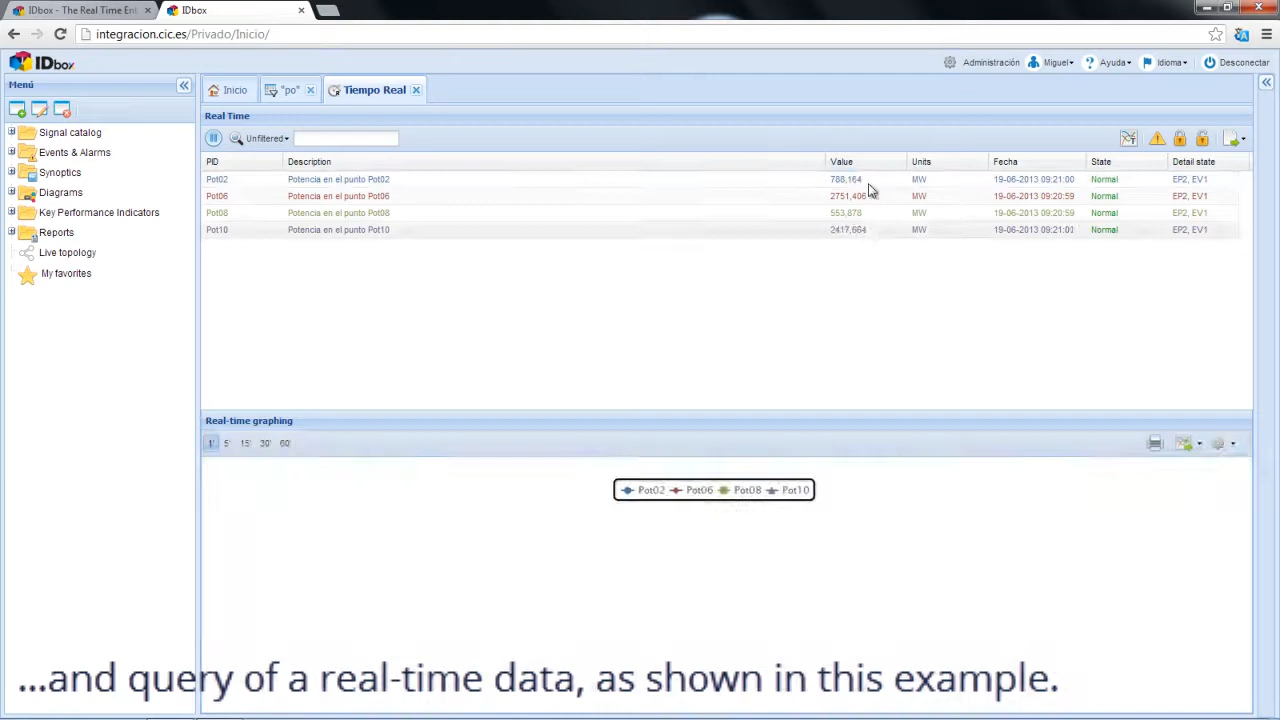 IDbox - The Real Time Ent
IDbox
integracion.cic.es/Privado/Inicio/
IDbox
Administración Miguel Ayuda Idioma Desconectar
Menú
Inicio "po" Tiempo Real
Real Time
Unfiltered
Signal catalog
Events & Alarms
Synoptics
Diagrams
Key Performance Indicators
Reports
Live topology
My favorites
PID Description Value Units Fecha State Detail state
Pot02 Potencia en el punto Pot02 788,164 MW 19-06-2013 09:21:00 Normal EP2, EV1
Pot06 Potencia en el punto Pot06 2751,406 MW 19-06-2013 09:20:59 Normal EP2, EV1
Pot08 Potencia en el punto Pot08 553,878 MW 19-06-2013 09:20:59 Normal EP2, EV1
Pot10 Potencia en el punto Pot10 2417,664 MW 19-06-2013 09:21:01 Normal EP2, EV1
Real-time graphing
1' 5' 15' 30' 60'
Pot02 Pot06 Pot08 Pot10
...and query of a real-time data, as shown in this example.